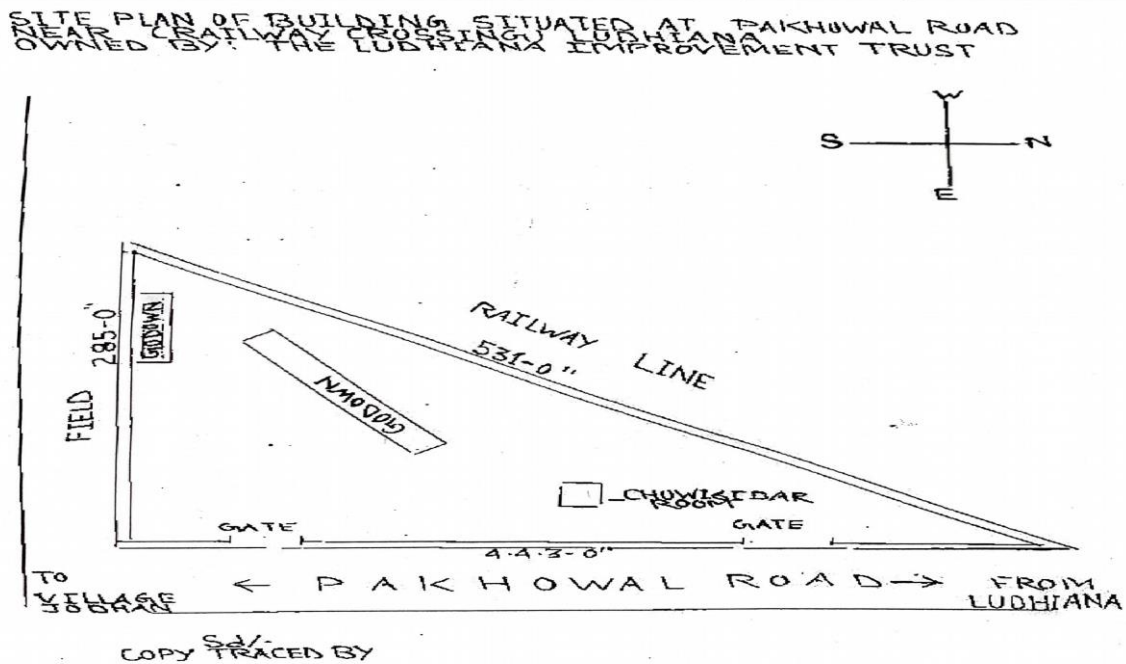 SITE PLAN OF BUILDING SITUATED AT PAKHOWAL ROAD
NEAR (RAILWAY CROSSING) LUDHIANA
OWNED BY: THE LUDHIANA IMPROVEMENT TRUST
W
S N
E
RAILWAY LINE
531-0"
GODOWN
285-0"
FIELD
GODOWN
CHOWKIDAR
ROOM
GATE
GATE
4.4.3-0"
TO
VILLAGE
JODHAN
← PAKHOWAL ROAD →
FROM
LUDHIANA
Sd/-
COPY TRACED BY